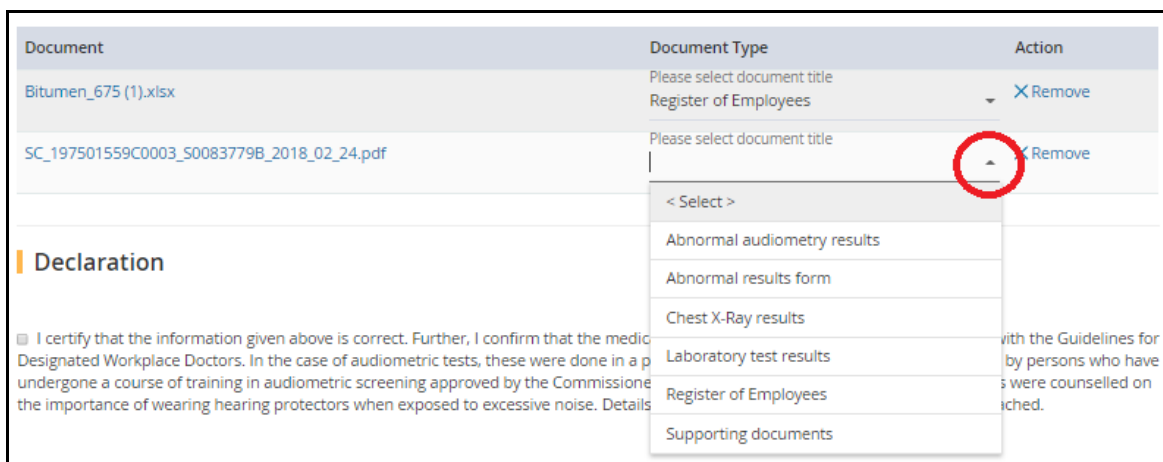 Document Document Type Action
Please select document title
Bitumen_675 (1).xlsx Register of Employees Remove
Please select document title
SC_197501559C0003_S0083779B_2018_02_24.pdf Remove
< Select >
Abnormal audiometry results
Abnormal results form
Chest X-Ray results
Laboratory test results
Register of Employees
Supporting documents
Declaration
I certify that the information given above is correct. Further, I confirm that the medic with the Guidelines for
Designated Workplace Doctors. In the case of audiometric tests, these were done in a p by persons who have
undergone a course of training in audiometric screening approved by the Commissione s were counselled on
the importance of wearing hearing protectors when exposed to excessive noise. Details ached.